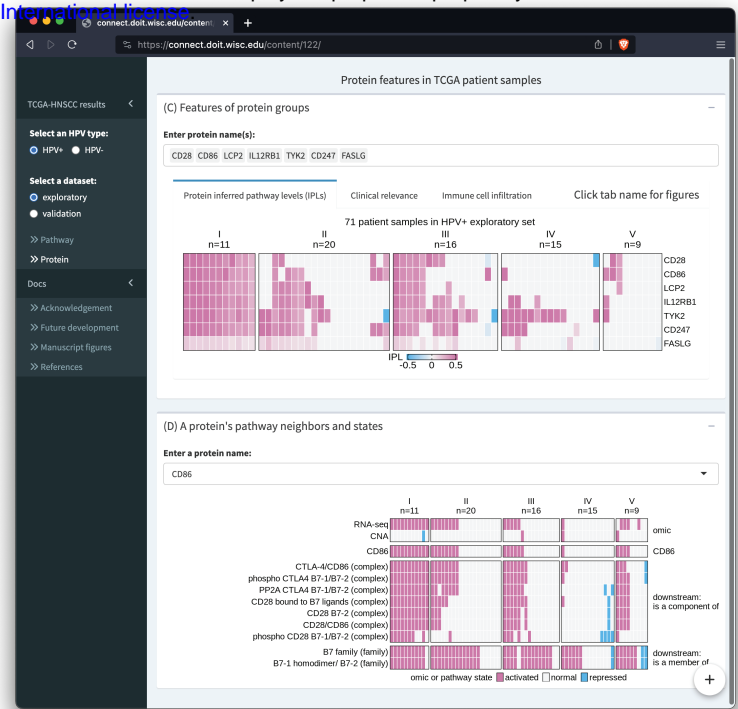 International license.
connect.doit.wisc.edu/content
https://connect.doit.wisc.edu/content/122/
Protein features in TCGA patient samples
TCGA-HNSCC results
Select an HPV type:
HPV+ HPV-
Select a dataset:
exploratory
validation
Pathway
Protein
Docs
Acknowledgement
Future development
Manuscript figures
References
(C) Features of protein groups
Enter protein name(s):
CD28 CD86 LCP2 IL12RB1 TYK2 CD247 FASLG
Protein inferred pathway levels (IPLs) Clinical relevance Immune cell infiltration Click tab name for figures
71 patient samples in HPV+ exploratory set
I II III IV V
n=11 n=20 n=16 n=15 n=9
CD28
CD86
LCP2
IL12RB1
TYK2
CD247
FASLG
IPL
-0.5 0 0.5
(D) A protein's pathway neighbors and states
Enter a protein name:
CD86
I II III IV V
n=11 n=20 n=16 n=15 n=9
RNA-seq
CNA
omic
CD86 CD86
CTLA-4/CD86 (complex)
phospho CTLA4 B7-1/B7-2 (complex)
PP2A CTLA4 B7-1/B7-2 (complex)
CD28 bound to B7 ligands (complex)
CD28 B7-2 (complex)
CD28/CD86 (complex)
phospho CD28 B7-1/B7-2 (complex)
downstream:
is a component of
B7 family (family)
B7-1 homodimer/ B7-2 (family)
downstream:
is a member of
omic or pathway state activated normal repressed